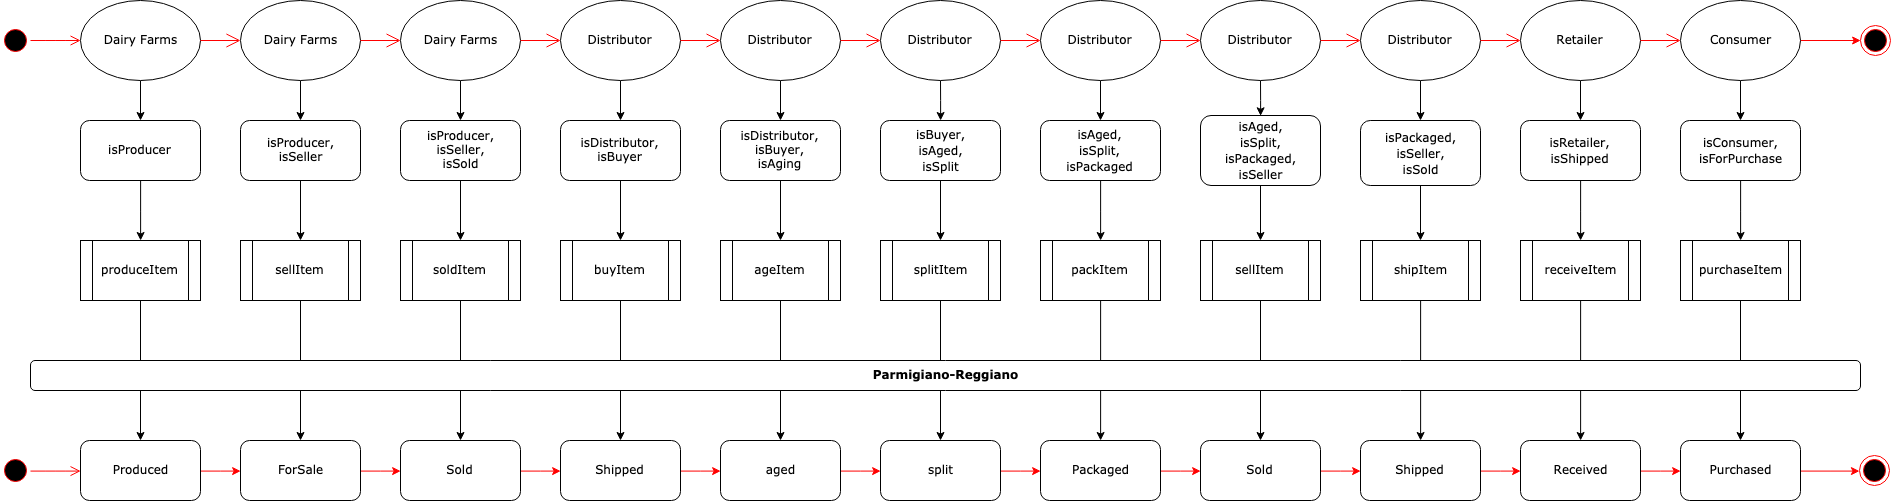 Dairy Farms
Dairy Farms
Dairy Farms
Distributor
Distributor
Distributor
Distributor
Distributor
Distributor
Retailer
Consumer
isProducer
isProducer,
isSeller
isProducer,
isSeller,
isSold
isDistributor,
isBuyer
isDistributor,
isBuyer,
isAging
isBuyer,
isAged,
isSplit
isAged,
isSplit,
isPackaged
isAged,
isSplit,
isPackaged,
isSeller
isPackaged,
isSeller,
isSold
isRetailer,
isShipped
isConsumer,
isForPurchase
produceItem
sellItem
soldItem
buyItem
ageItem
splitItem
packItem
sellItem
shipItem
receiveItem
purchaseItem
Parmigiano-Reggiano
Produced
ForSale
Sold
Shipped
aged
split
Packaged
Sold
Shipped
Received
Purchased